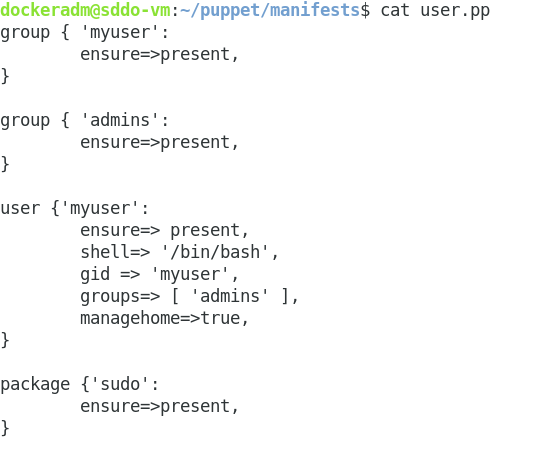 dockeradm@sddo-vm:~/puppet/manifests$ cat user.pp
group { 'myuser':
        ensure=>present,
}

group { 'admins':
        ensure=>present,
}

user {'myuser':
        ensure=> present,
        shell=> '/bin/bash',
        gid => 'myuser',
        groups=> [ 'admins' ],
        managehome=>true,
}

package {'sudo':
        ensure=>present,
}